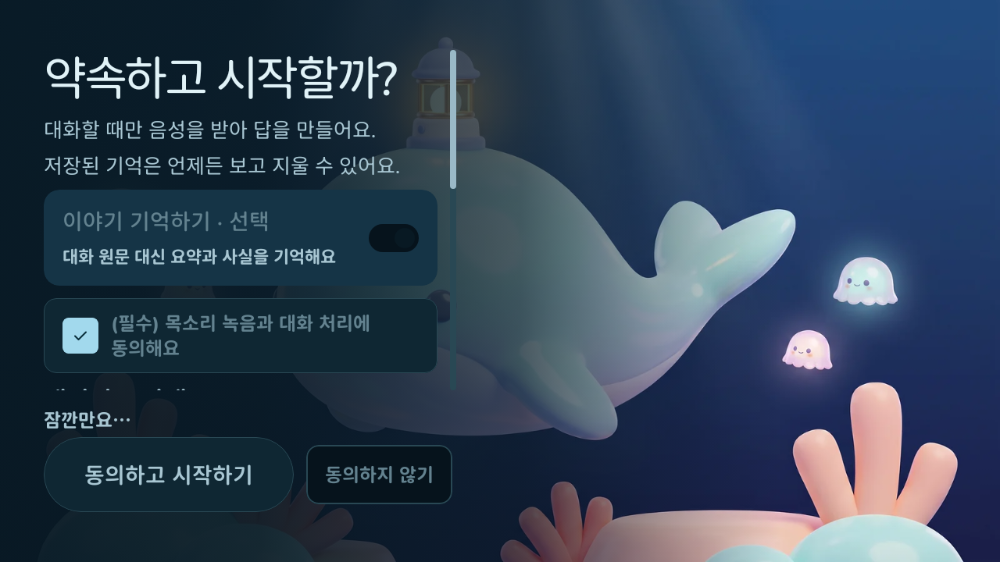 약속하고 시작할까?
대화할 때만 음성을 받아 답을 만들어요.
저장된 기억은 언제든 보고 지울 수 있어요.
이야기 기억하기 · 선택
대화 원문 대신 요약과 사실을 기억해요
(필수) 목소리 녹음과 대화 처리에
동의해요
잠깐만요…
동의하고 시작하기
동의하지 않기